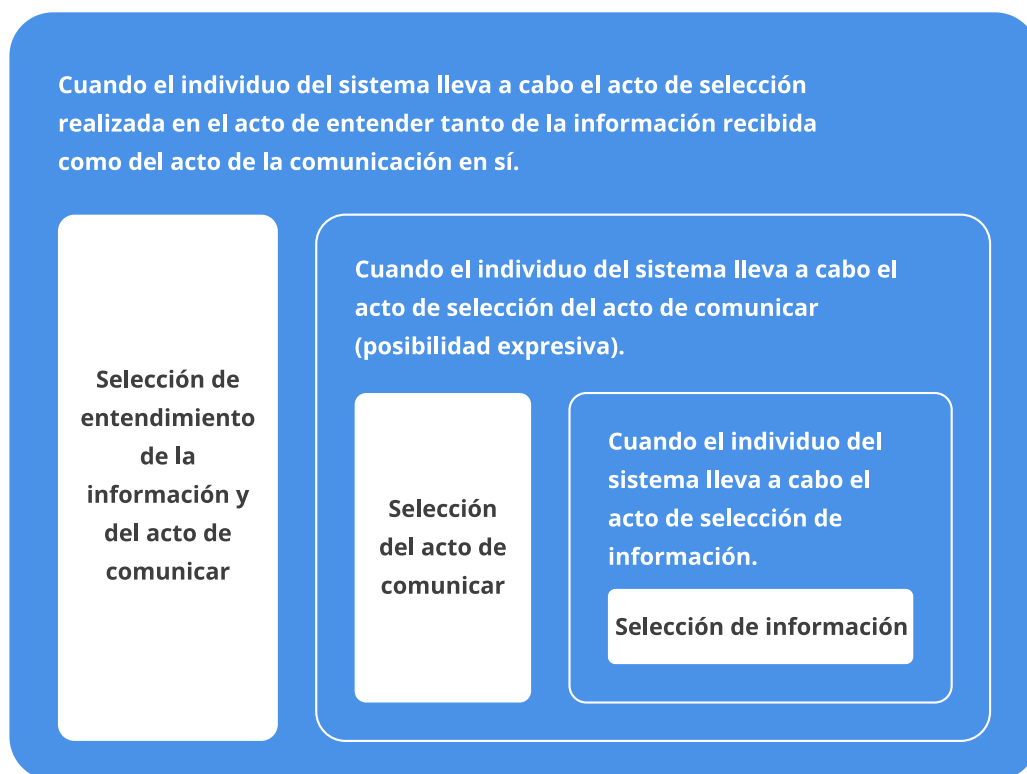 Cuando el individuo del sistema lleva a cabo el acto de selección
realizada en el acto de entender tanto de la información recibida
como del acto de la comunicación en sí.
Selección de
entendimiento
de la
información y
del acto de
comunicar
Cuando el individuo del sistema lleva a cabo el
acto de selección del acto de comunicar
(posibilidad expresiva).
Selección
del acto de
comunicar
Cuando el individuo del
sistema lleva a cabo el
acto de selección de
información.
Selección de información